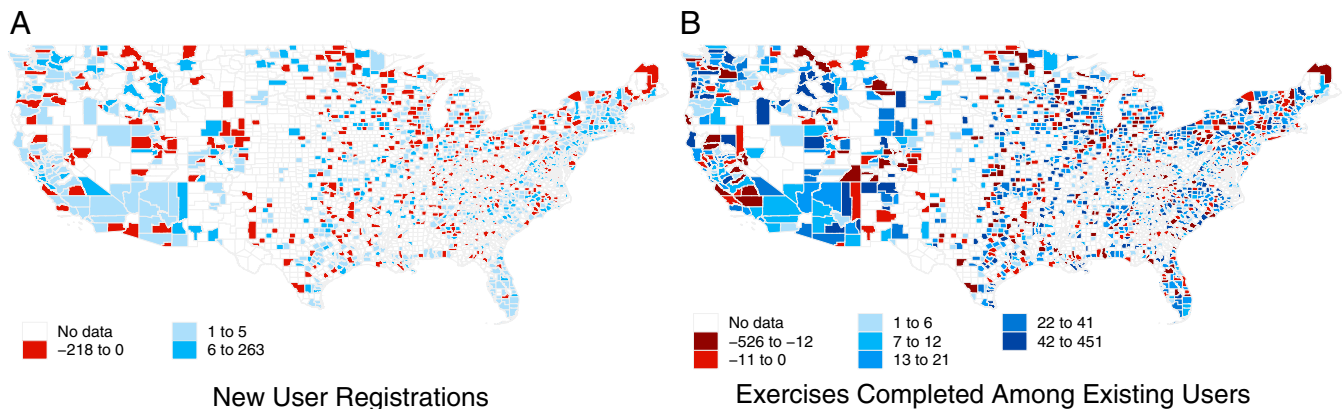 A
B
No data
−218 to 0
1 to 5
6 to 263
New User Registrations
No data
−526 to −12
−11 to 0
1 to 6
7 to 12
13 to 21
22 to 41
42 to 451
Exercises Completed Among Existing Users